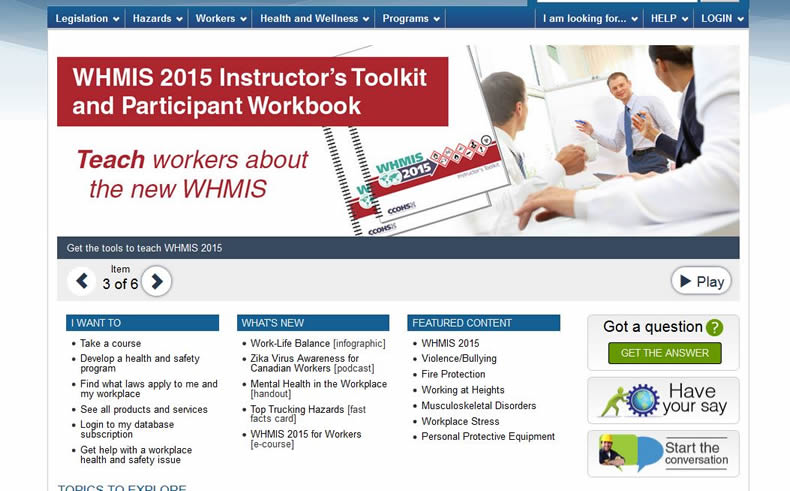 Legislation Hazards Workers Health and Wellness Programs I am looking for... HELP LOGIN
WHMIS 2015 Instructor's Toolkit
and Participant Workbook
Teach workers about
the new WHMIS
WHMIS
2015
Instructor's Toolkit
CCOHS
CCOHS
Get the tools to teach WHMIS 2015
Item
3 of 6
Play
I WANT TO
Take a course
Develop a health and safety
program
Find what laws apply to me and
my workplace
See all products and services
Login to my database
subscription
Get help with a workplace
health and safety issue
WHAT'S NEW
Work-Life Balance [infographic]
Zika Virus Awareness for
Canadian Workers [podcast]
Mental Health in the Workplace
[handout]
Top Trucking Hazards [fast
facts card]
WHMIS 2015 for Workers
[e-course]
FEATURED CONTENT
WHMIS 2015
Violence/Bullying
Fire Protection
Working at Heights
Musculoskeletal Disorders
Workplace Stress
Personal Protective Equipment
Got a question ?
GET THE ANSWER
Have
your say
Start the
conversation
TOPICS TO EXPLORE